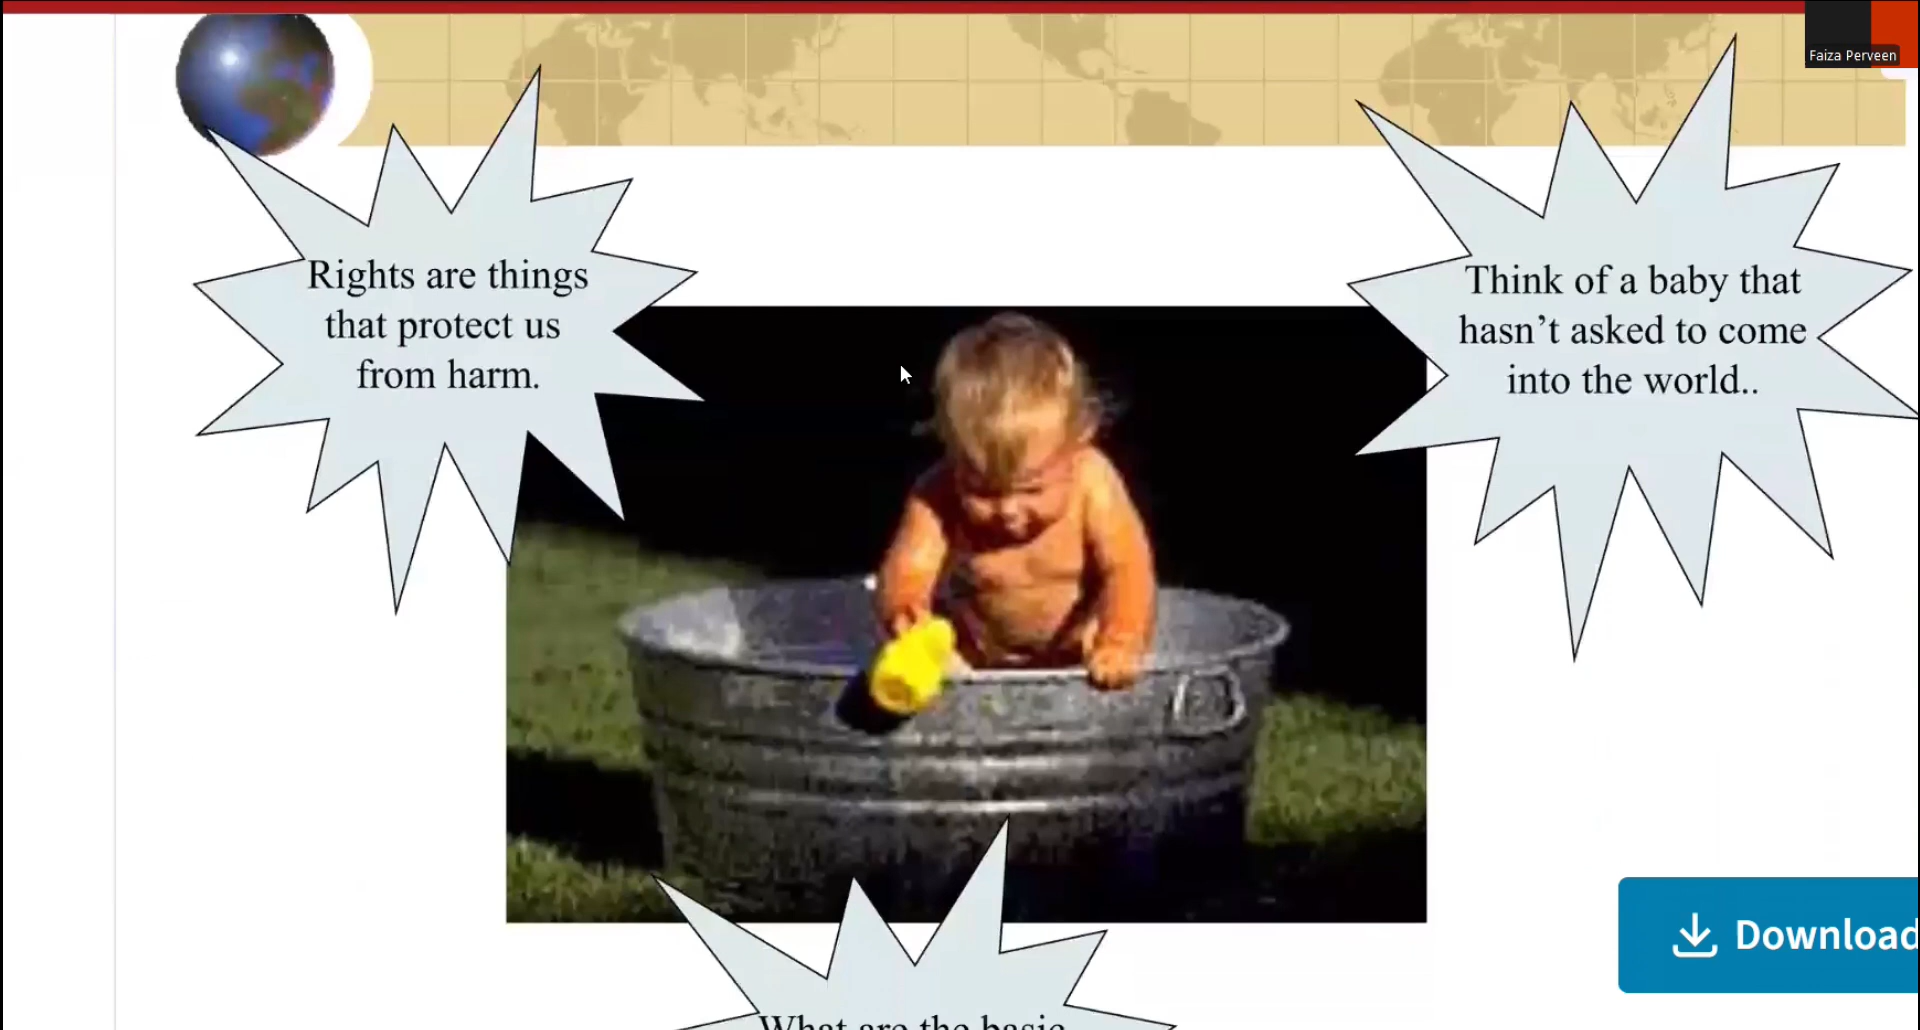 Faiza Perveen
Rights are things
that protect us
from harm.
Think of a baby that
hasn’t asked to come
into the world..
Download
What are the basic